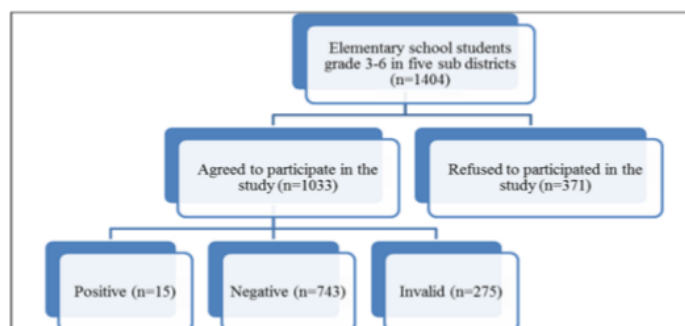 Elementary school students
grade 3-6 in five sub districts
(n=1404)
Agreed to participate in the
study (n=1033)
Refused to participated in the
study (n=371)
Positive (n=15)
Negative (n=743)
Invalid (n=275)